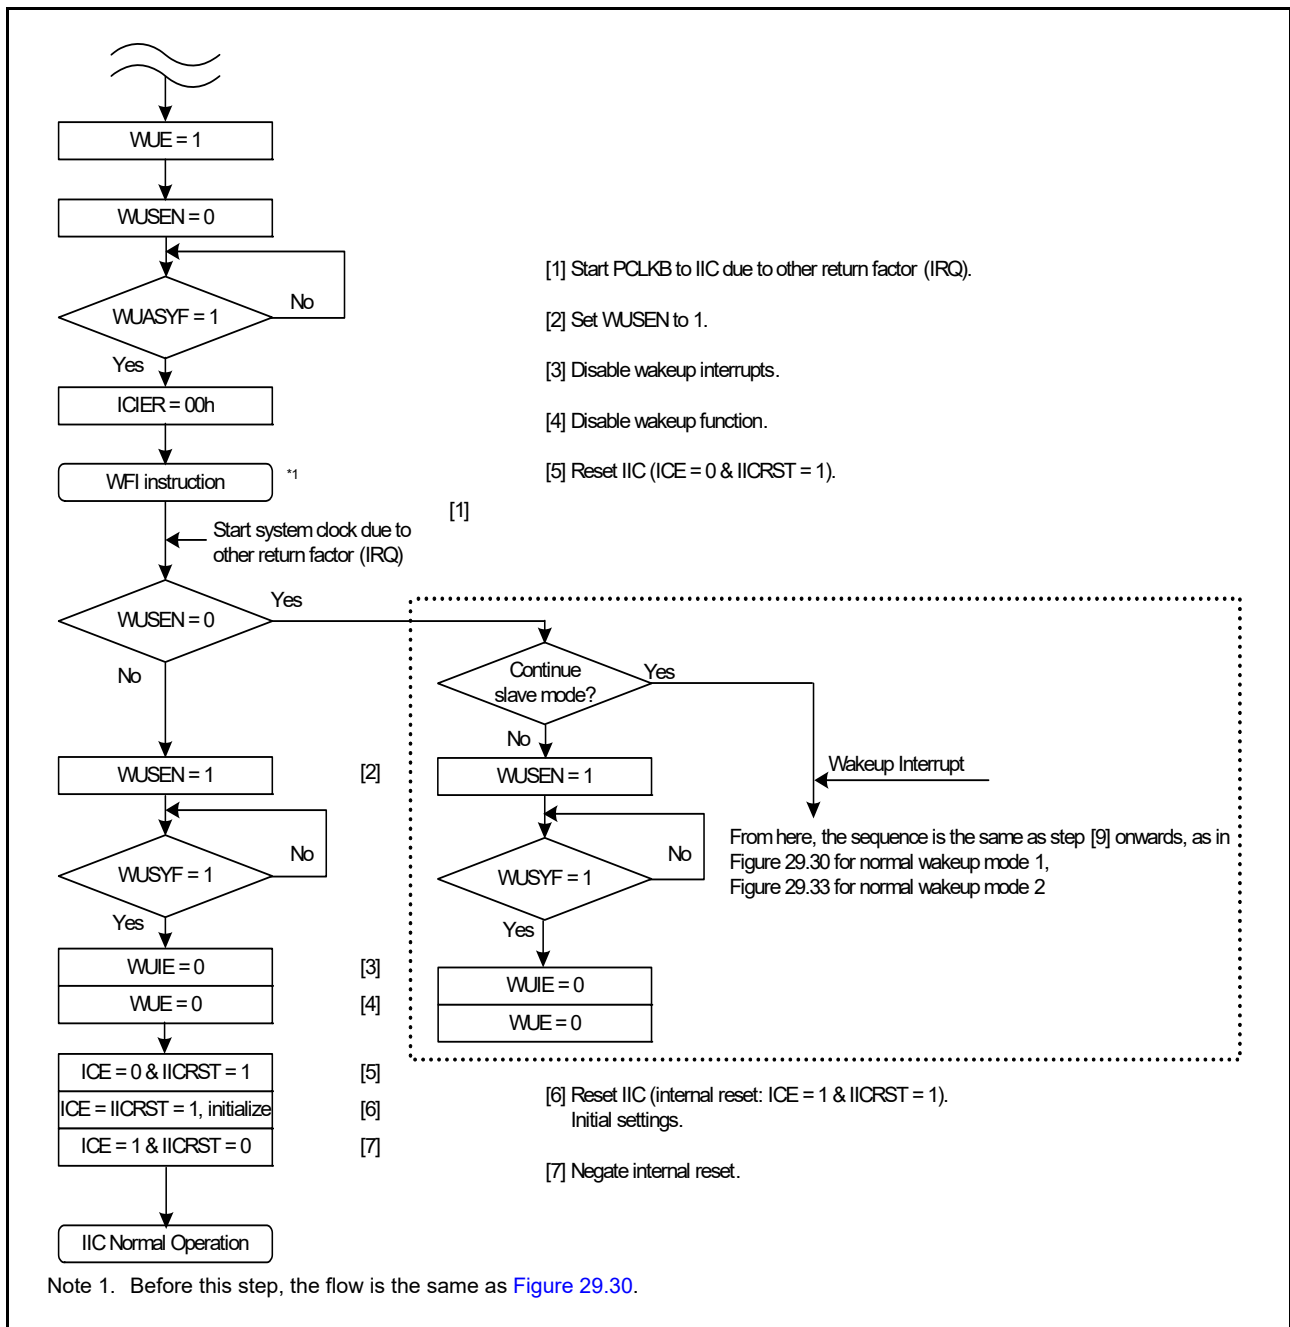 WUE = 1
WUSEN = 0
WUASYF = 1
No
Yes
ICIER = 00h
WFI instruction
*1
[1] Start PCLKB to IIC due to other return factor (IRQ).
[2] Set WUSEN to 1.
[3] Disable wakeup interrupts.
[4] Disable wakeup function.
[5] Reset IIC (ICE = 0 & IICRST = 1).
[1]
Start system clock due to
other return factor (IRQ)
WUSEN = 0
Yes
No
Continue
slave mode?
Yes
No
WUSEN = 1
[2]
WUSEN = 1
Wakeup Interrupt
WUSYF = 1
No
Yes
WUSYF = 1
No
Yes
From here, the sequence is the same as step [9] onwards, as in
Figure 29.30 for normal wakeup mode 1,
Figure 29.33 for normal wakeup mode 2
WUIE = 0
[3]
WUE = 0
[4]
WUIE = 0
WUE = 0
ICE = 0 & IICRST = 1
[5]
ICE = IICRST = 1, initialize
[6]
ICE = 1 & IICRST = 0
[7]
[6] Reset IIC (internal reset: ICE = 1 & IICRST = 1).
Initial settings.
[7] Negate internal reset.
IIC Normal Operation
Note 1. Before this step, the flow is the same as Figure 29.30.